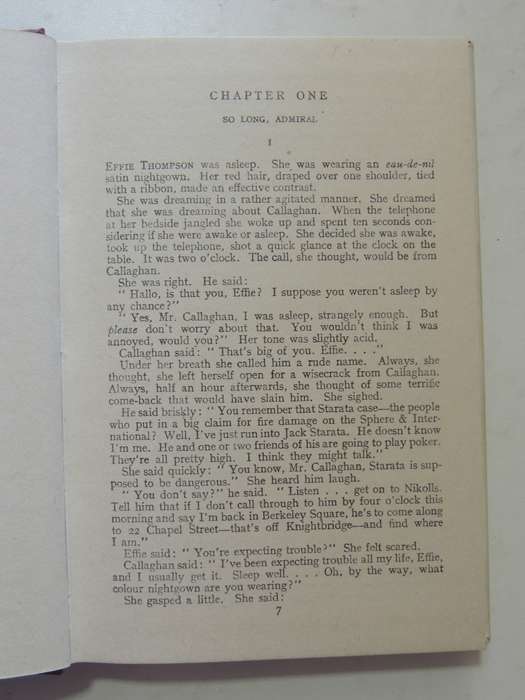 CHAPTER ONE
SO LONG, ADMIRAL
I
EFFIE THOMPSON was asleep. She was wearing an eau-de-nil
satin nightgown. Her red hair, draped over one shoulder, tied
with a ribbon, made an effective contrast.
She was dreaming in a rather agitated manner. She dreamed
that she was dreaming about Callaghan. When the telephone
at her bedside jangled she woke up and spent ten seconds con-
sidering if she were awake or asleep. She decided she was awake,
took up the telephone, shot a quick glance at the clock on the
table. It was two o'clock. The call, she thought, would be from
Callaghan.
She was right. He said:
" Hallo, is that you, Effie? I suppose you weren't asleep by
any chance?"
" Yes, Mr. Callaghan, I was asleep, strangely enough. But
please don't worry about that. You wouldn't think I was
annoyed, would you?" Her tone was slightly acid.
Callaghan said: " That's big of you, Effie. . . ."
Under her breath she called him a rude name. Always, she
thought, she left herself open for a wisecrack from Callaghan.
Always, half an hour afterwards, she thought of some terrific
come-back that would have slain him. She sighed.
He said briskly: " You remember that Starata case—the people
who put in a big claim for fire damage on the Sphere & Inter-
national? Well, I've just run into Jack Starata. He doesn't know
I'm me. He and one or two friends of his are going to play poker.
They're all pretty high. I think they might talk."
She said quickly: " You know, Mr. Callaghan, Starata is sup-
posed to be dangerous." She heard him laugh.
" You don't say?" he said. " Listen . . . get on to Nikolls.
Tell him that if I don't call through to him by four o'clock this
morning and say I'm back in Berkeley Square, he's to come along
to 22 Chapel Street—that's off Knightbridge—and find where
I am."
Effie said: " You're expecting trouble?" She felt scared.
Callaghan said: " I've been expecting trouble all my life, Effie,
and I usually get it. Sleep well. . . . Oh, by the way, what
colour nightgown are you wearing?"
She gasped a little. She said:
7